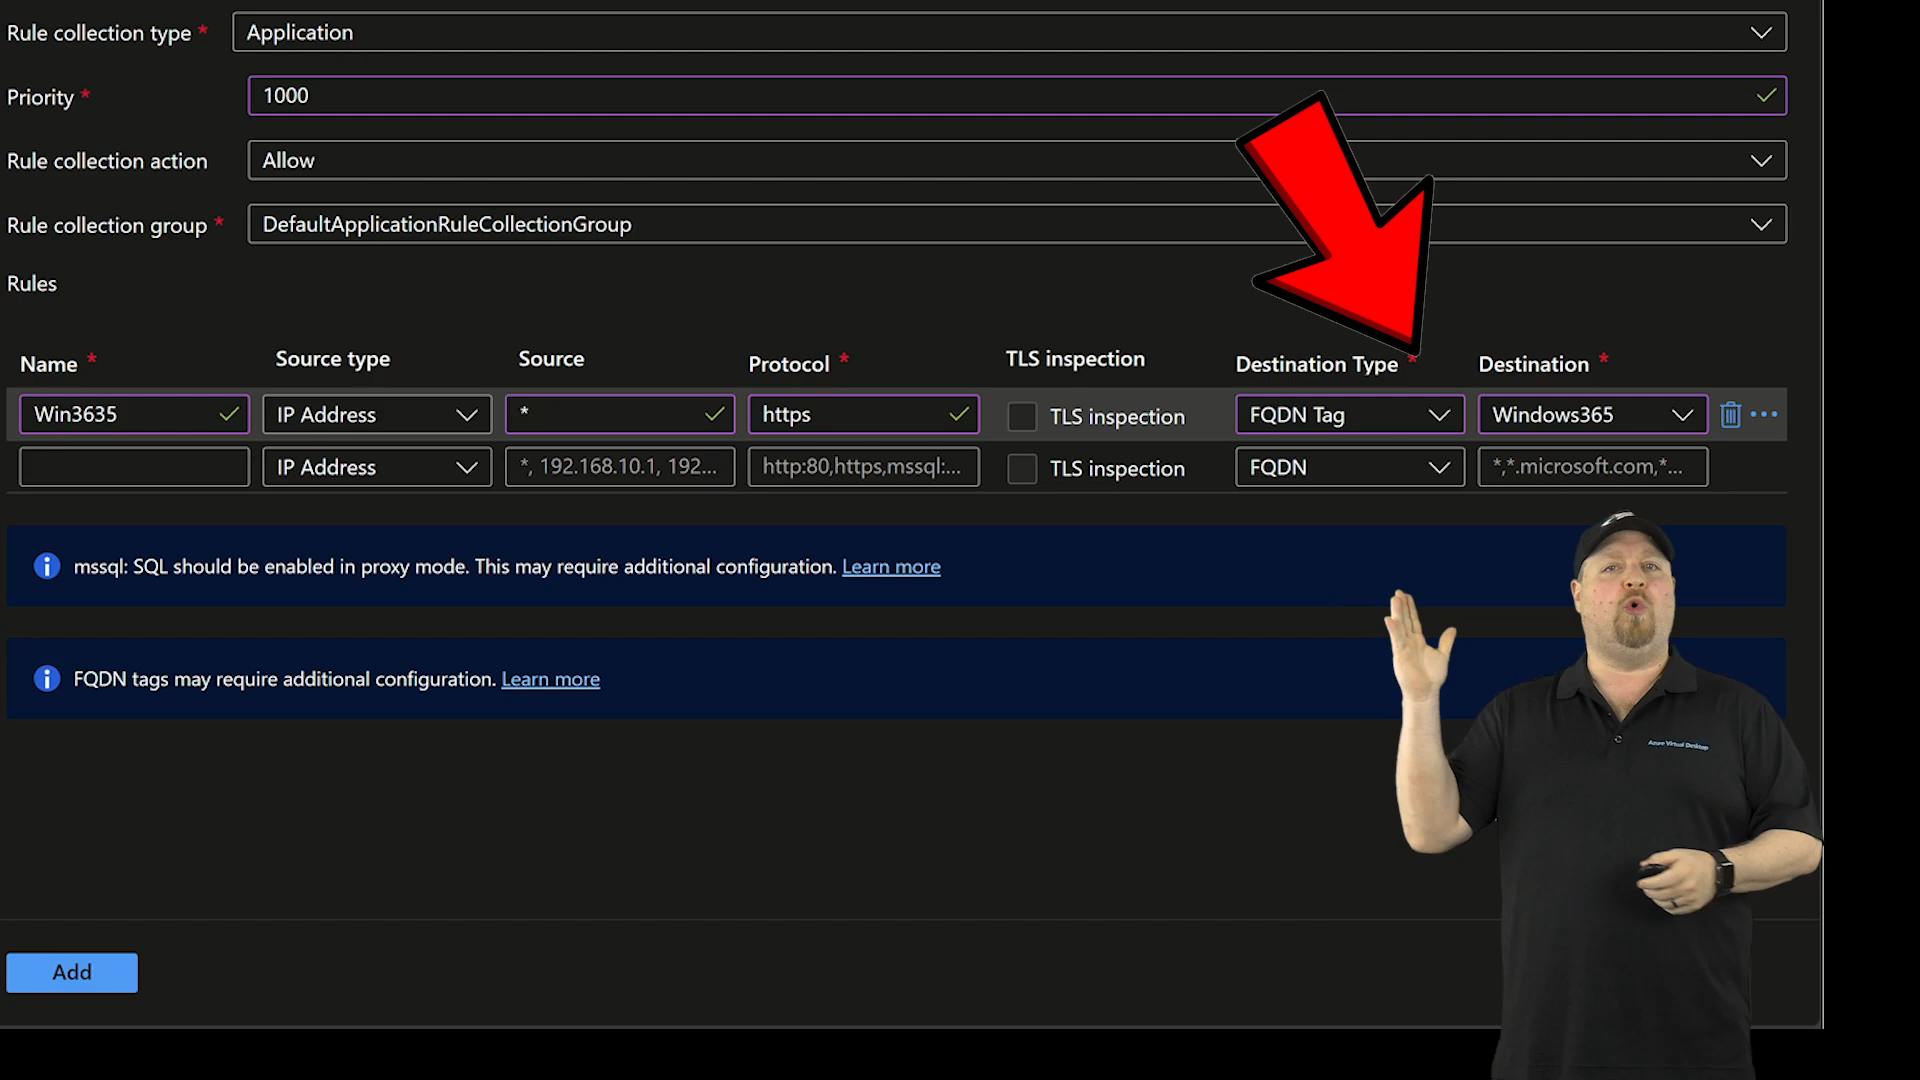 Rule collection type *
Application
Priority *
1000
Rule collection action
Allow
Rule collection group *
DefaultApplicationRuleCollectionGroup
Rules
Name * Source type Source Protocol * TLS inspection Destination Type * Destination *
Win3635 IP Address * https TLS inspection FQDN Tag Windows365
IP Address *, 192.168.10.1, 192... http:80,https,mssql:... TLS inspection FQDN *,*.microsoft.com,*...
mssql: SQL should be enabled in proxy mode. This may require additional configuration. Learn more
FQDN tags may require additional configuration. Learn more
Azure Virtual Desktop
Add